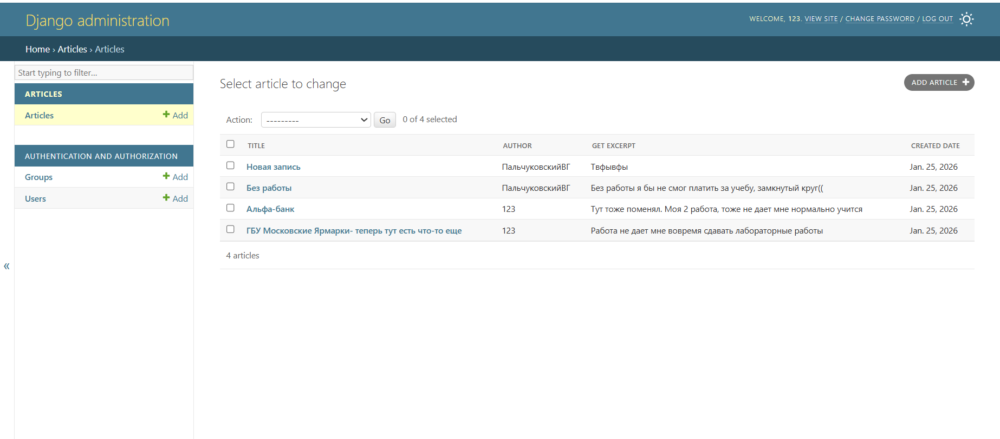 Django administration
WELCOME, 123. VIEW SITE / CHANGE PASSWORD / LOG OUT
Home › Articles › Articles
Start typing to filter...
ARTICLES
Articles + Add
AUTHENTICATION AND AUTHORIZATION
Groups + Add
Users + Add
«
Select article to change
ADD ARTICLE +
Action: --------- Go 0 of 4 selected
TITLE AUTHOR GET EXCERPT CREATED DATE
Новая запись ПальчуковскийВГ Твфывфы Jan. 25, 2026
Без работы ПальчуковскийВГ Без работы я бы не смог платить за учебу, замкнутый круг(( Jan. 25, 2026
Альфа-банк 123 Тут тоже поменял. Моя 2 работа, тоже не дает мне нормально учится Jan. 25, 2026
ГБУ Московские Ярмарки- теперь тут есть что-то еще 123 Работа не дает мне вовремя сдавать лабораторные работы Jan. 25, 2026
4 articles